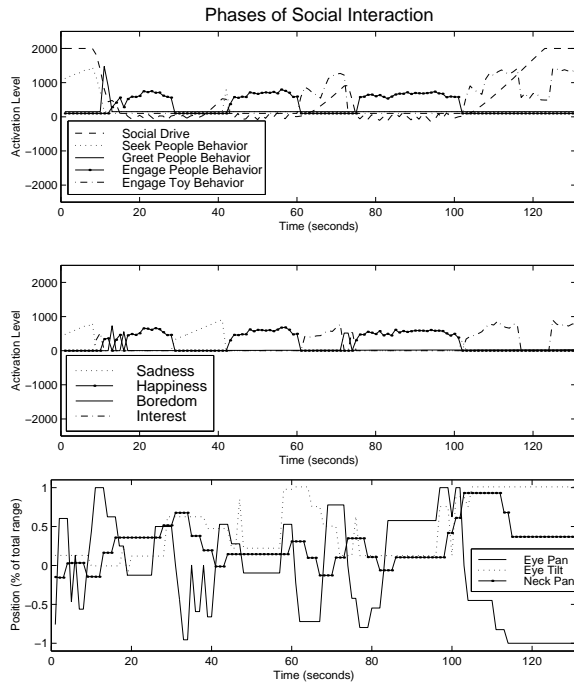 Phases of Social Interaction
2000
1000
0
−1000
−2000
Activation Level
Social Drive
Seek People Behavior
Greet People Behavior
Engage People Behavior
Engage Toy Behavior
0 20 40 60 80 100 120
Time (seconds)
2000
1000
0
−1000
−2000
Activation Level
Sadness
Happiness
Boredom
Interest
0 20 40 60 80 100 120
Time (seconds)
1
0.5
0
−0.5
−1
Position (% of total range)
Eye Pan
Eye Tilt
Neck Pan
0 20 40 60 80 100 120
Time (seconds)